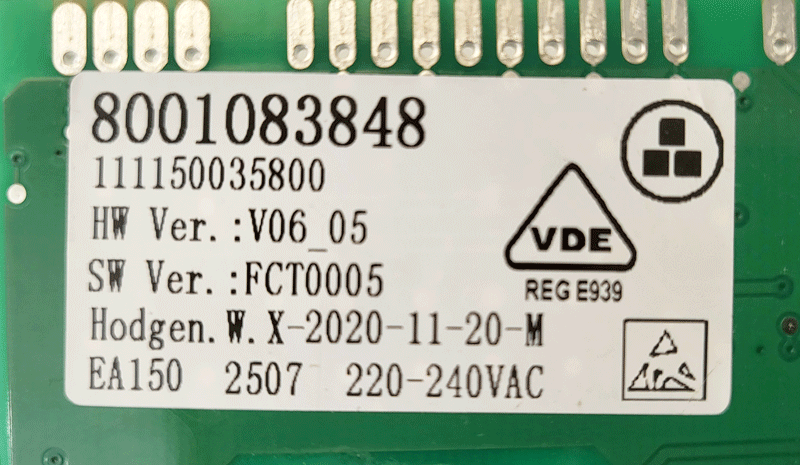 8001083848
111150035800
HW Ver.:V06_05
SW Ver.:FCT0005
Hodgen.W.X-2020-11-20-M
EA150 2507 220-240VAC
VDE
REG E939